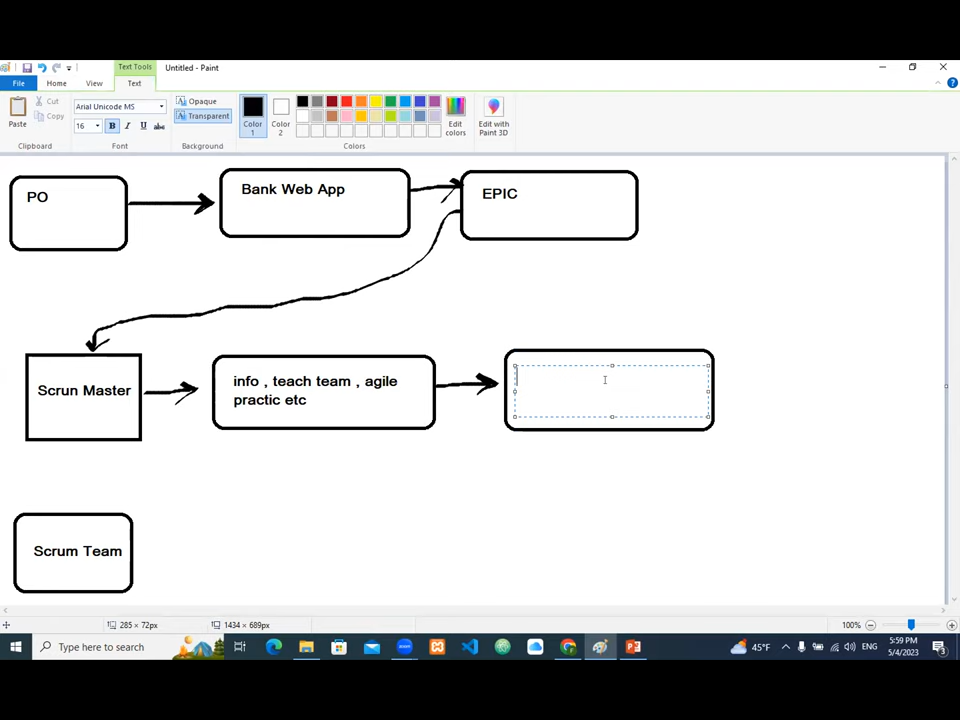 Text Tools
Untitled - Paint
File
Home
View
Text
Paste
Cut
Copy
Clipboard
Arial Unicode MS
16
B I U abc
Font
Opaque
Transparent
Background
Color 1
Color 2
Edit colors
Edit with Paint 3D
Colors
PO
Bank Web App
EPIC
Scrun Master
info , teach team , agile
practic etc
Scrum Team
285 × 72px
1434 × 689px
100%
Type here to search
zoom
45°F
ENG
5:59 PM
5/4/2023
3